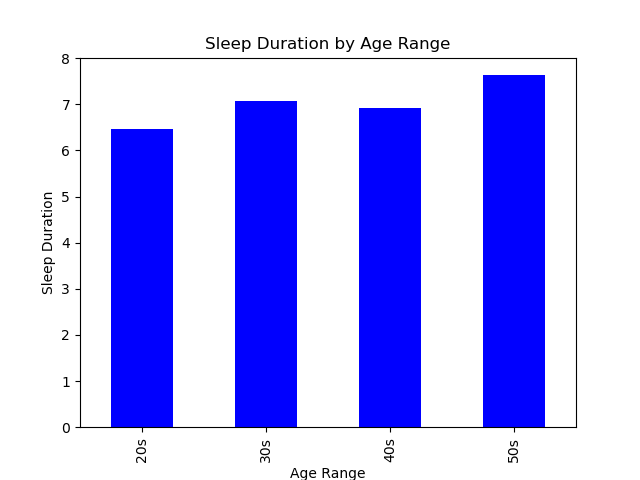 Sleep Duration by Age Range
8
7
6
5
4
3
2
1
0
Sleep Duration
20s
30s
40s
50s
Age Range